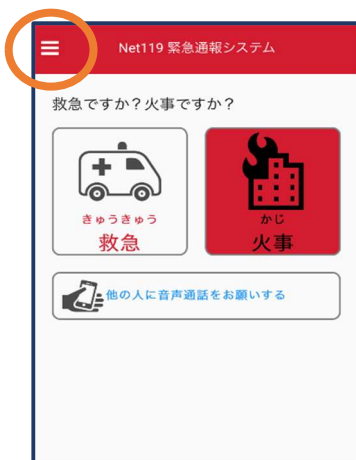 Net119 緊急通報システム
救急ですか？火事ですか？
きゅうきゅう
救急
かじ
火事
他の人に音声通話をお願いする